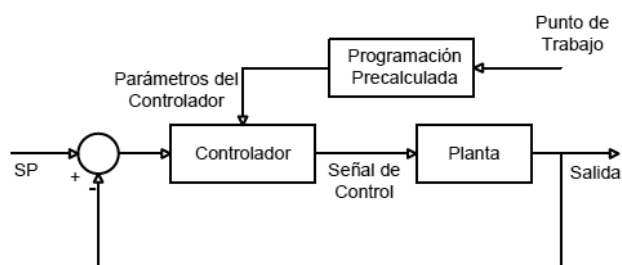 Punto de
Trabajo
Programación
Precalculada
Parámetros del
Controlador
SP
+
-
Controlador
Señal de
Control
Planta
Salida